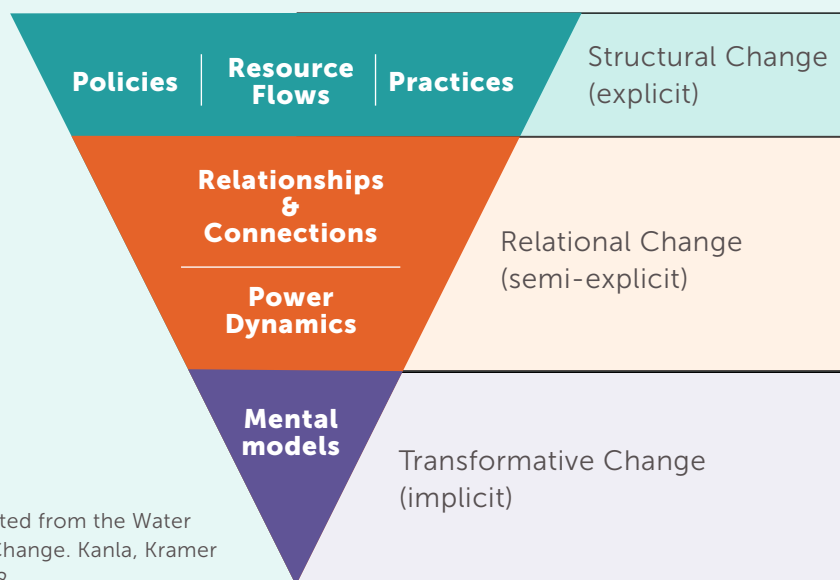 Policies
Resource
Flows
Practices
Structural Change
(explicit)
Relationships
&
Connections
Power
Dynamics
Relational Change
(semi-explicit)
Mental
models
Transformative Change
(implicit)
ted from the Water
Change. Kanla, Kramer